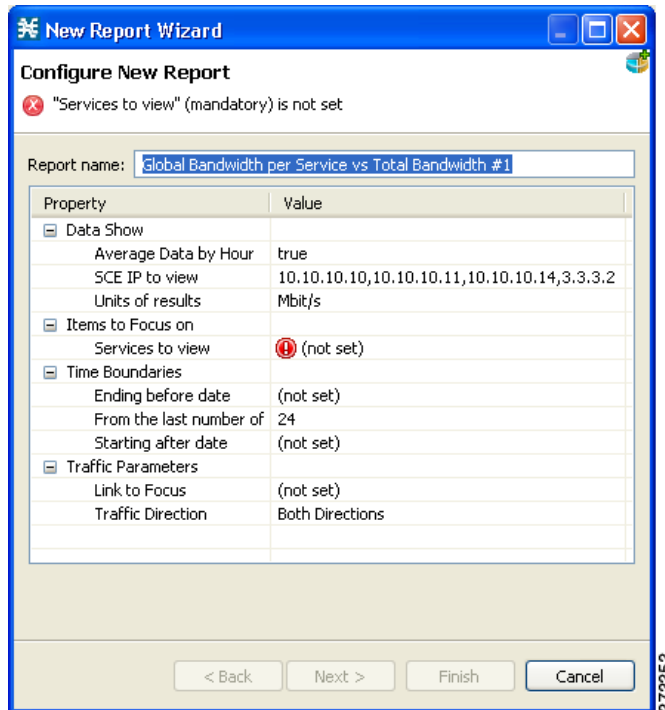 New Report Wizard
Configure New Report
"Services to view" (mandatory) is not set
Report name: Global Bandwidth per Service vs Total Bandwidth #1
Property Value
Data Show
Average Data by Hour true
SCE IP to view 10.10.10.10,10.10.10.11,10.10.10.14,3.3.3.2
Units of results Mbit/s
Items to Focus on
Services to view (not set)
Time Boundaries
Ending before date (not set)
From the last number of 24
Starting after date (not set)
Traffic Parameters
Link to Focus (not set)
Traffic Direction Both Directions
< Back Next > Finish Cancel